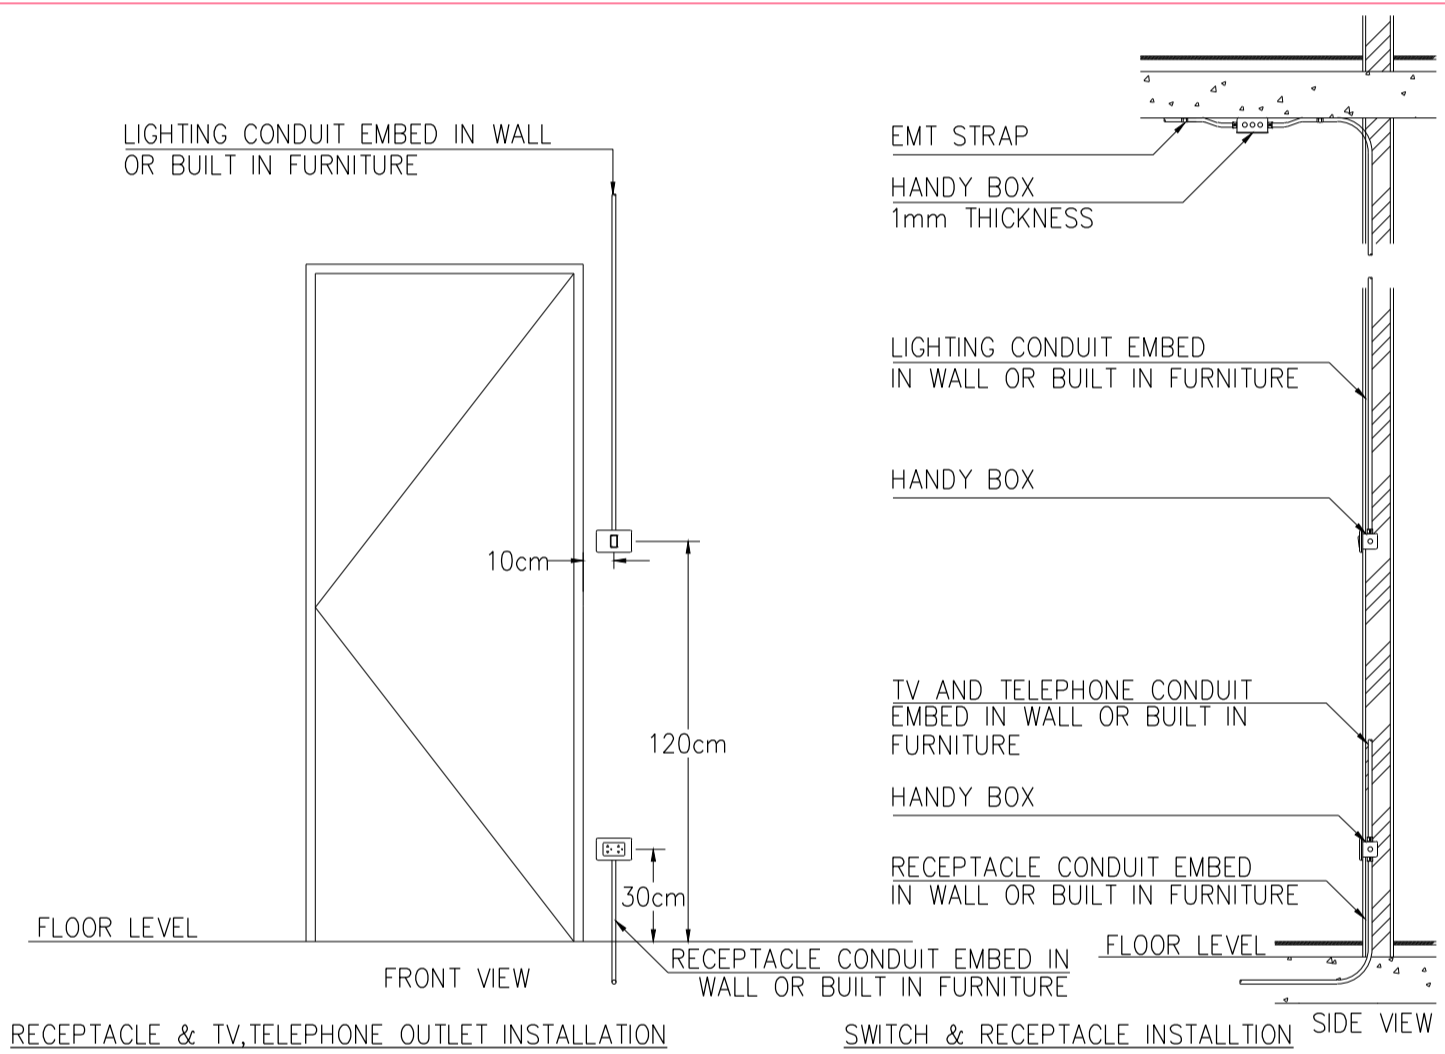 LIGHTING CONDUIT EMBED IN WALL
OR BUILT IN FURNITURE
10cm
120cm
30cm
FLOOR LEVEL
FRONT VIEW
RECEPTACLE CONDUIT EMBED IN
WALL OR BUILT IN FURNITURE
RECEPTACLE & TV,TELEPHONE OUTLET INSTALLATION
EMT STRAP
HANDY BOX
1mm THICKNESS
LIGHTING CONDUIT EMBED
IN WALL OR BUILT IN FURNITURE
HANDY BOX
TV AND TELEPHONE CONDUIT
EMBED IN WALL OR BUILT IN
FURNITURE
HANDY BOX
RECEPTACLE CONDUIT EMBED
IN WALL OR BUILT IN FURNITURE
FLOOR LEVEL
SIDE VIEW
SWITCH & RECEPTACLE INSTALLTION